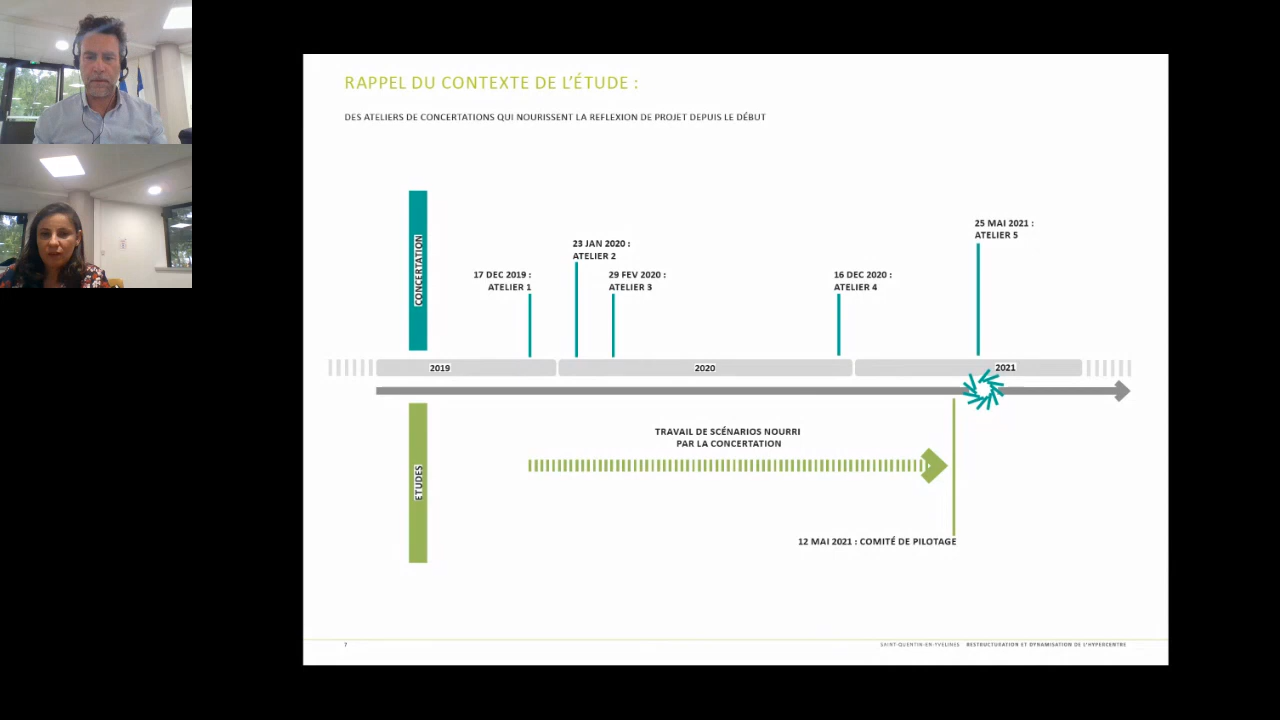 RAPPEL DU CONTEXTE DE L'ÉTUDE :
DES ATELIERS DE CONCERTATIONS QUI NOURISSENT LA REFLEXION DE PROJET DEPUIS LE DÉBUT
CONCERTATION
17 DEC 2019 :
ATELIER 1
23 JAN 2020 :
ATELIER 2
29 FEV 2020 :
ATELIER 3
16 DEC 2020 :
ATELIER 4
25 MAI 2021 :
ATELIER 5
2019
2020
2021
ETUDES
TRAVAIL DE SCÉNARIOS NOURRI
PAR LA CONCERTATION
12 MAI 2021 : COMITÉ DE PILOTAGE
7
SAINT-QUENTIN-EN-YVELINES RESTRUCTURATION ET DYNAMISATION DE L'HYPERCENTRE